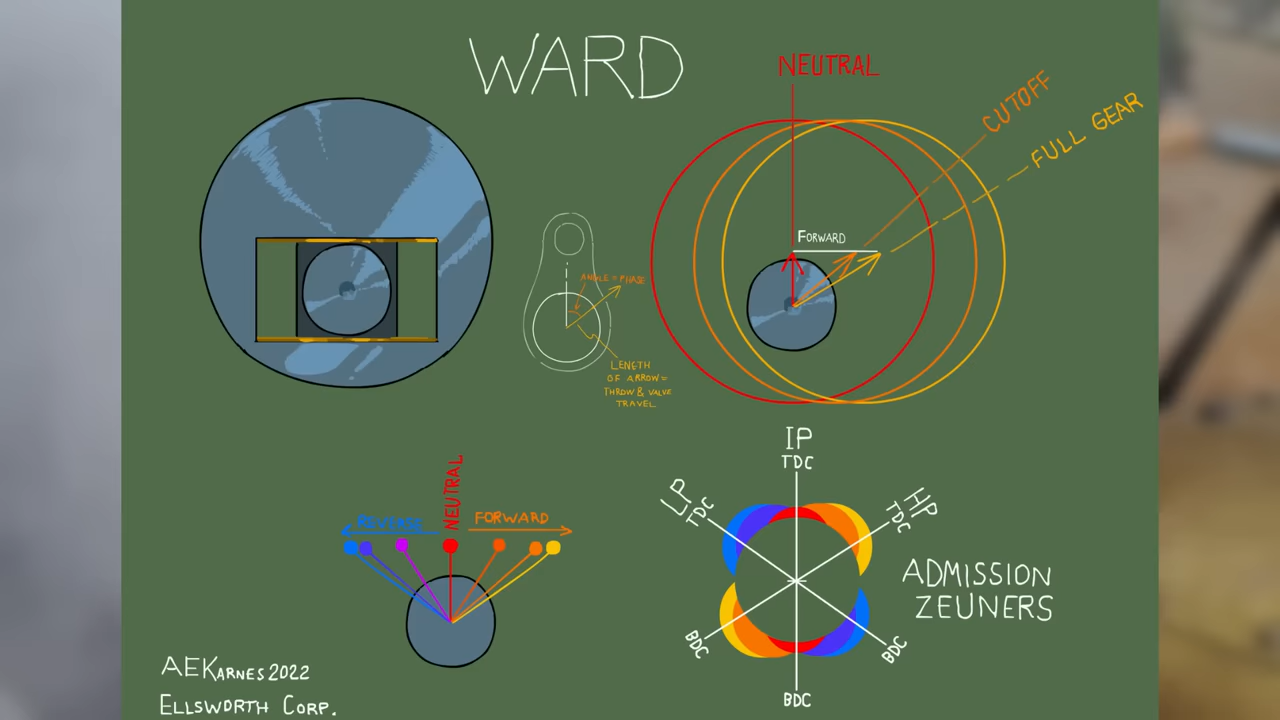 WARD
NEUTRAL
CUTOFF
FULL GEAR
FORWARD
ANGLE = PHASE
LENGTH
OF ARROW=
THROW & VALVE
TRAVEL
REVERSE
NEUTRAL
FORWARD
IP
TDC
LP
TDC
HP
TDC
BDC
BDC
BDC
ADMISSION
ZEUNERS
AEKARNES 2022
ELLSWORTH CORP.